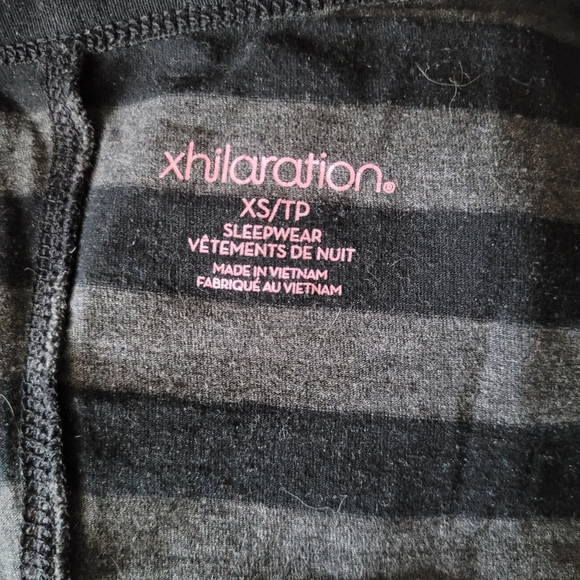 xhilaration®
XS/TP
SLEEPWEAR
VÊTEMENTS DE NUIT
MADE IN VIETNAM
FABRIQUÉ AU VIETNAM